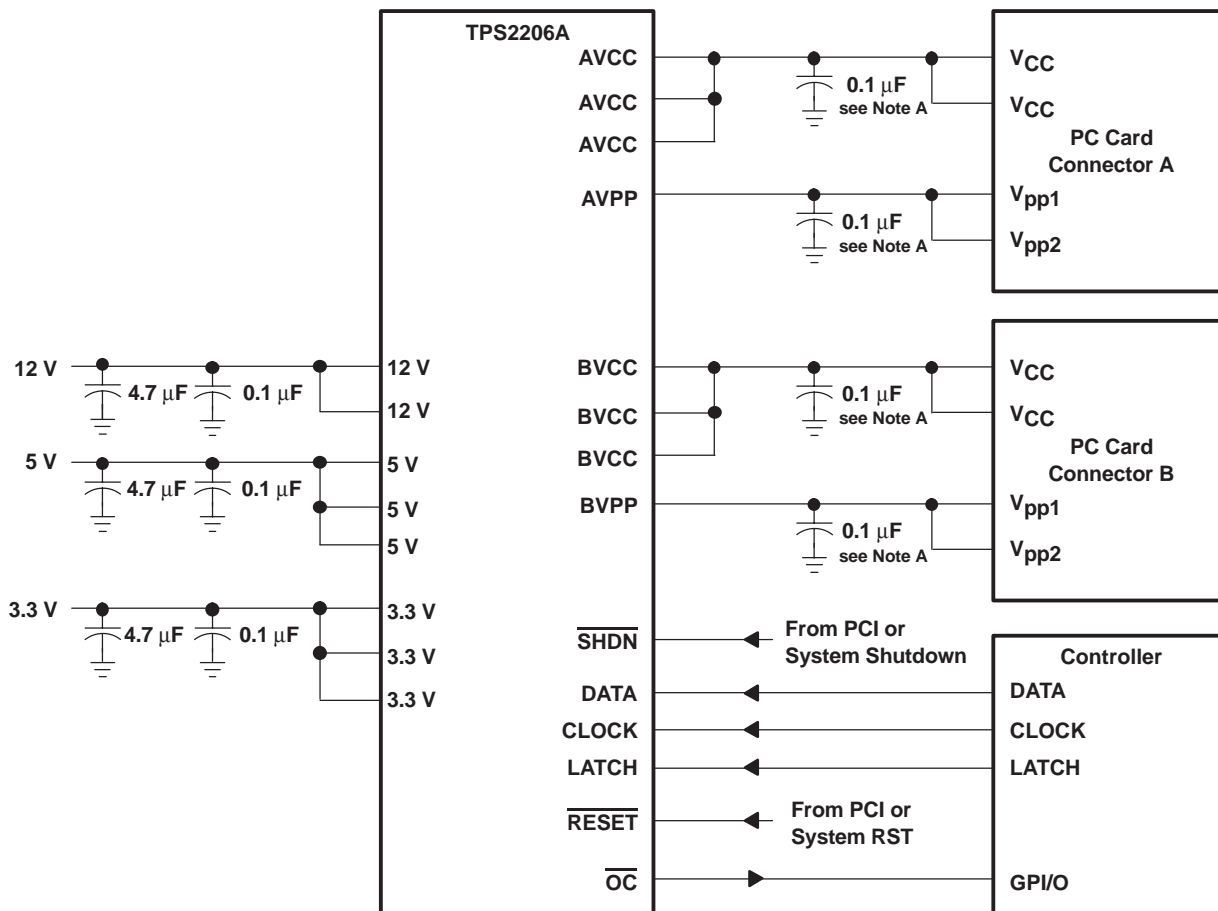 TPS2206A
AVCC
AVCC
AVCC
AVPP
0.1 µF
see Note A
0.1 µF
see Note A
VCC
VCC
PC Card
Connector A
Vpp1
Vpp2
12 V
4.7 µF
0.1 µF
12 V
12 V
5 V
4.7 µF
0.1 µF
5 V
5 V
5 V
3.3 V
4.7 µF
0.1 µF
3.3 V
3.3 V
3.3 V
BVCC
BVCC
BVCC
BVPP
0.1 µF
see Note A
0.1 µF
see Note A
VCC
VCC
PC Card
Connector B
Vpp1
Vpp2
SHDN
From PCI or
System Shutdown
Controller
DATA
DATA
CLOCK
CLOCK
LATCH
LATCH
RESET
From PCI or
System RST
OC
GPI/O